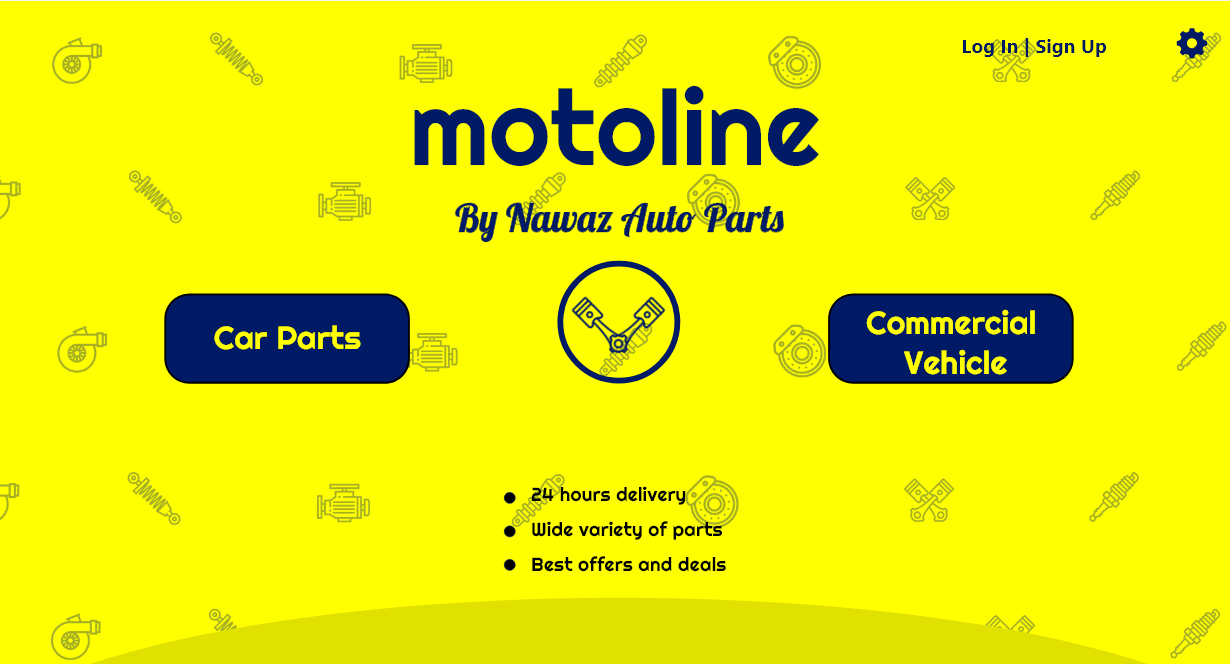 Log In | Sign Up
motoline
By Nawaz Auto Parts
Car Parts
Commercial
Vehicle
24 hours delivery
Wide variety of parts
Best offers and deals